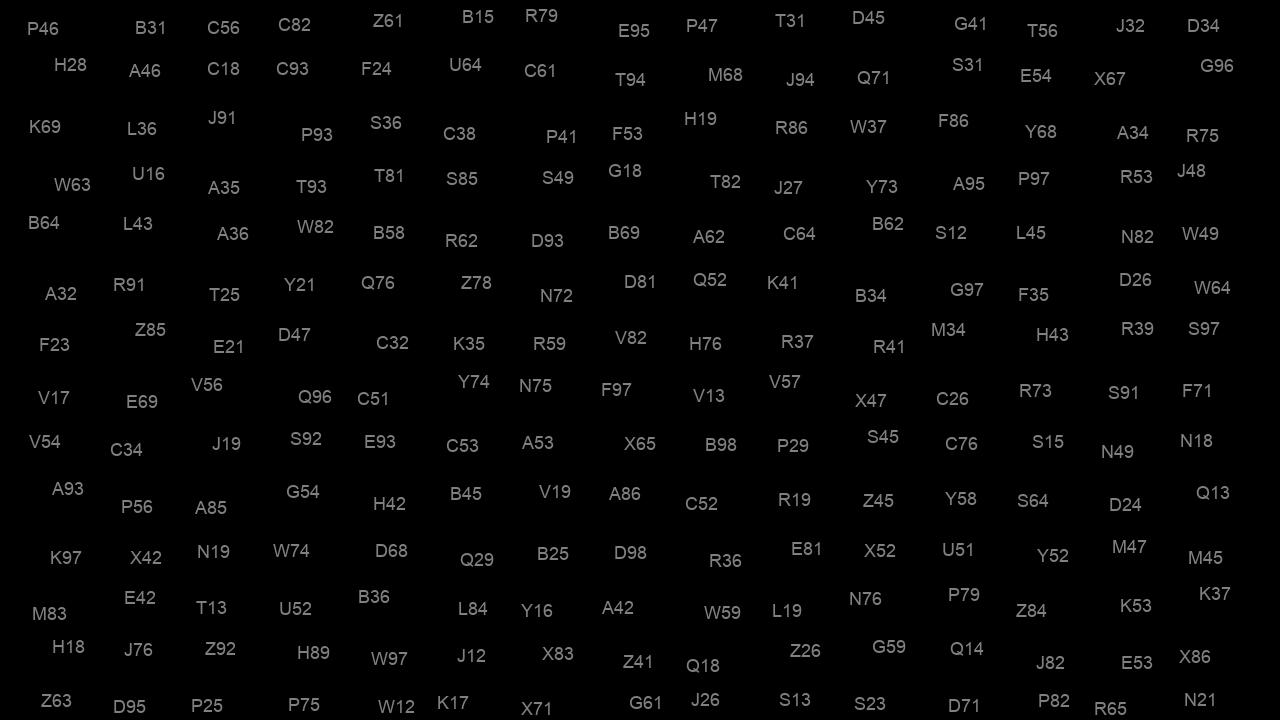 P46 B31 C56 C82 Z61 B15 R79 E95 P47 T31 D45 G41 T56 J32 D34
H28 A46 C18 C93 F24 U64 C61 T94 M68 J94 Q71 S31 E54 X67 G96
K69 L36 J91 P93 S36 C38 P41 F53 H19 R86 W37 F86 Y68 A34 R75
W63 U16 A35 T93 T81 S85 S49 G18 T82 J27 Y73 A95 P97 R53 J48
B64 L43 A36 W82 B58 R62 D93 B69 A62 C64 B62 S12 L45 N82 W49
A32 R91 T25 Y21 Q76 Z78 N72 D81 Q52 K41 B34 G97 F35 D26 W64
F23 Z85 E21 D47 C32 K35 R59 V82 H76 R37 R41 M34 H43 R39 S97
V17 E69 V56 Q96 C51 Y74 N75 F97 V13 V57 X47 C26 R73 S91 F71
V54 C34 J19 S92 E93 C53 A53 X65 B98 P29 S45 C76 S15 N49 N18
A93 P56 A85 G54 H42 B45 V19 A86 C52 R19 Z45 Y58 S64 D24 Q13
K97 X42 N19 W74 D68 Q29 B25 D98 R36 E81 X52 U51 Y52 M47 M45
M83 E42 T13 U52 B36 L84 Y16 A42 W59 L19 N76 P79 Z84 K53 K37
H18 J76 Z92 H89 W97 J12 X83 Z41 Q18 Z26 G59 Q14 J82 E53 X86
Z63 D95 P25 P75 W12 K17 X71 G61 J26 S13 S23 D71 P82 R65 N21